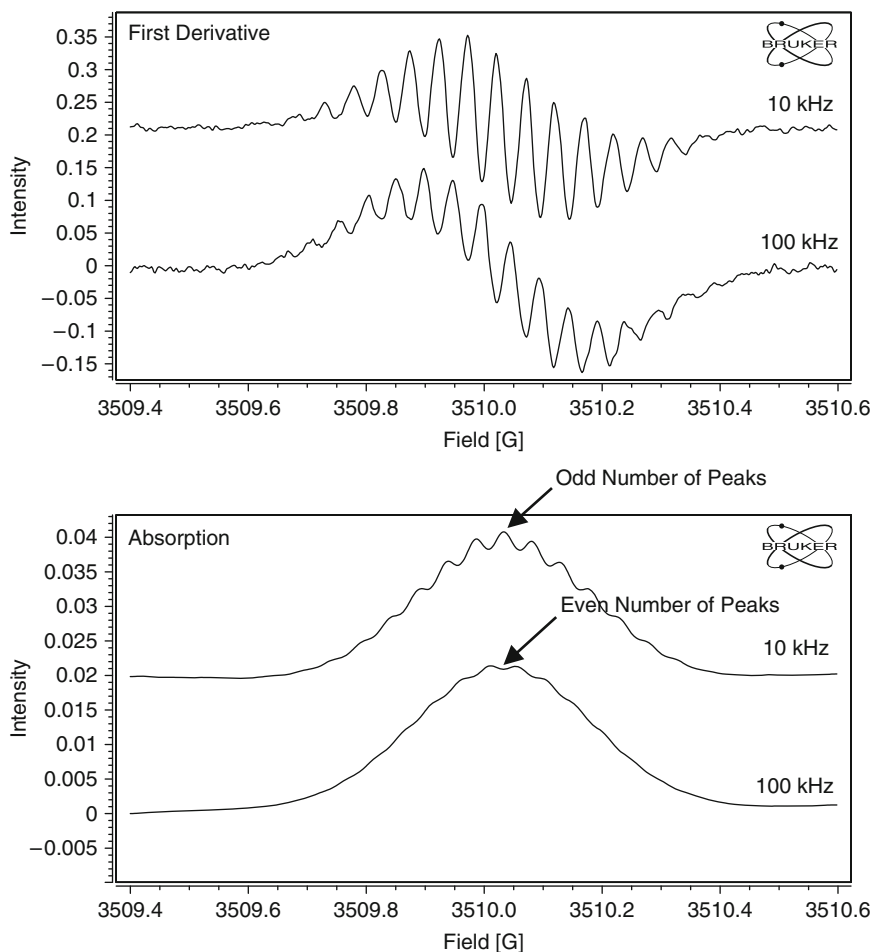 First Derivative
BRUKER
0.35
0.3
0.25
0.2
0.15
0.1
0.05
0
−0.05
−0.1
−0.15
Intensity
10 kHz
100 kHz
3509.4 3509.6 3509.8 3510.0 3510.2 3510.4 3510.6
Field [G]
Odd Number of Peaks
Absorption
BRUKER
0.04
0.035
0.03
0.025
0.02
0.015
0.01
0.005
0
−0.005
Intensity
Even Number of Peaks
10 kHz
100 kHz
3509.4 3509.6 3509.8 3510.0 3510.2 3510.4 3510.6
Field [G]